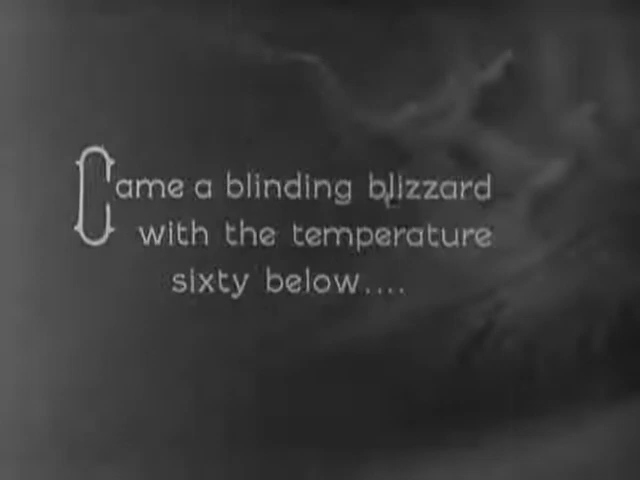 Came a blinding blizzard
with the temperature
sixty below....